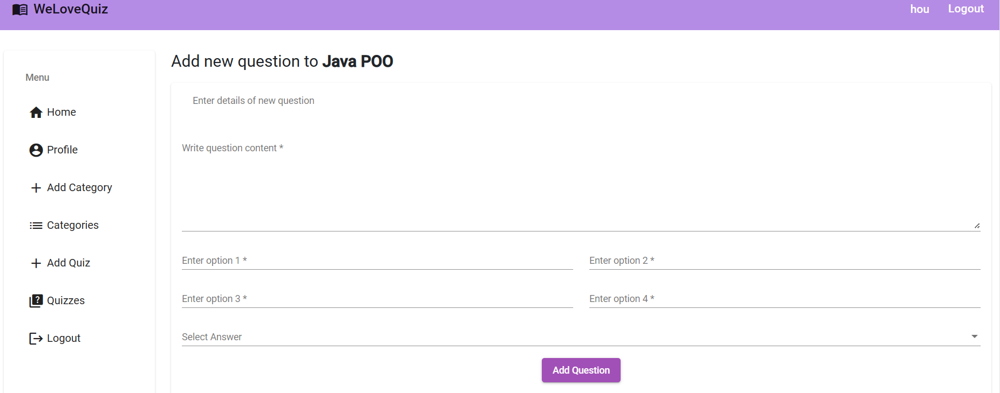 WeLoveQuiz
hou Logout
Menu
Home
Profile
Add Category
Categories
Add Quiz
? Quizzes
Logout
Add new question to Java POO
Enter details of new question
Write question content *
Enter option 1 *
Enter option 2 *
Enter option 3 *
Enter option 4 *
Select Answer
Add Question